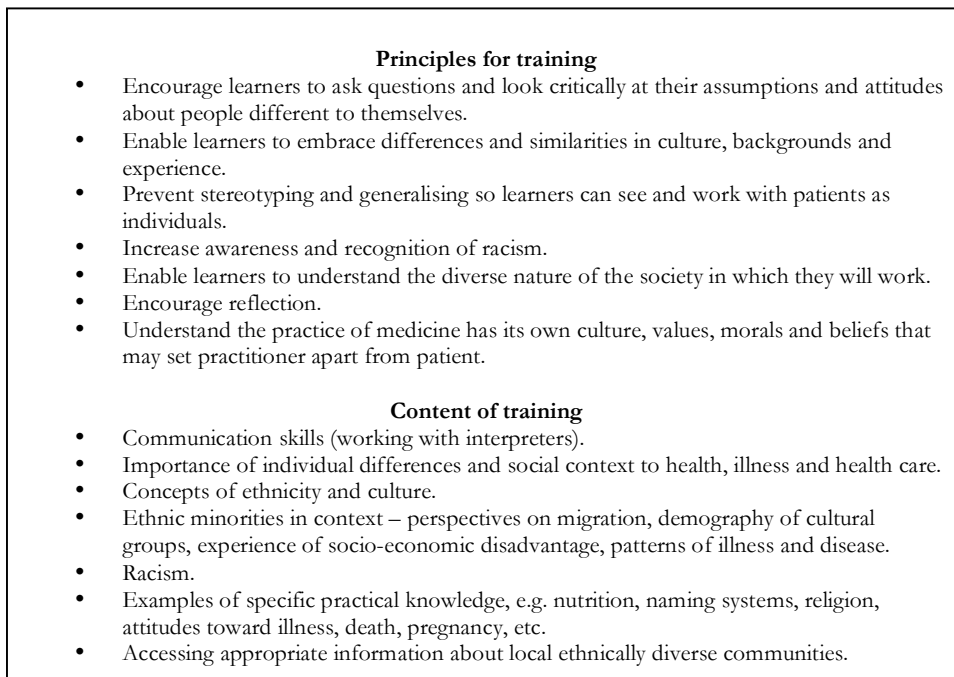 Principles for training
• Encourage learners to ask questions and look critically at their assumptions and attitudes
about people different to themselves.
• Enable learners to embrace differences and similarities in culture, backgrounds and
experience.
• Prevent stereotyping and generalising so learners can see and work with patients as
individuals.
• Increase awareness and recognition of racism.
• Enable learners to understand the diverse nature of the society in which they will work.
• Encourage reflection.
• Understand the practice of medicine has its own culture, values, morals and beliefs that
may set practitioner apart from patient.
Content of training
• Communication skills (working with interpreters).
• Importance of individual differences and social context to health, illness and health care.
• Concepts of ethnicity and culture.
• Ethnic minorities in context – perspectives on migration, demography of cultural
groups, experience of socio-economic disadvantage, patterns of illness and disease.
• Racism.
• Examples of specific practical knowledge, e.g. nutrition, naming systems, religion,
attitudes toward illness, death, pregnancy, etc.
• Accessing appropriate information about local ethnically diverse communities.